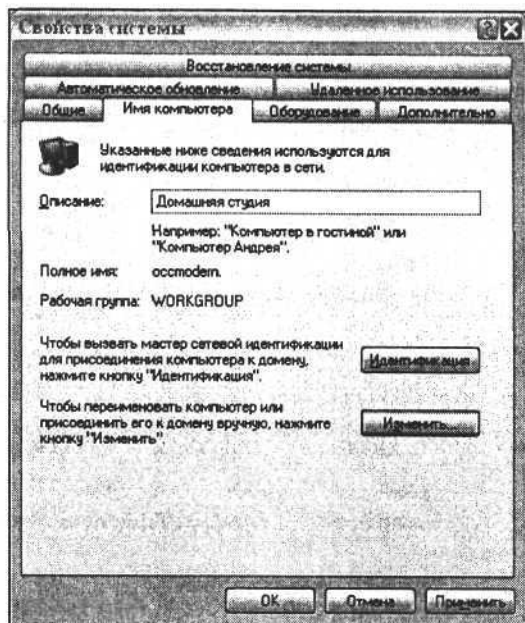 Свойства системы
Восстановление системы
Автоматическое обновление
Удаленное использование
Общие
Имя компьютера
Оборудование
Дополнительно
Указанные ниже сведения используются для
идентификации компьютера в сети.
Описание:
Домашняя студия
Например: "Компьютер в гостиной" или
"Компьютер Андрея".
Полное имя:
occmodern.
Рабочая группа:
WORKGROUP
Чтобы вызвать мастер сетевой идентификации
для присоединения компьютера к домену,
нажмите кнопку "Идентификация".
Идентификация
Чтобы переименовать компьютер или
присоединить его к домену вручную, нажмите
кнопку "Изменить".
Изменить...
OK
Отмена
Применить